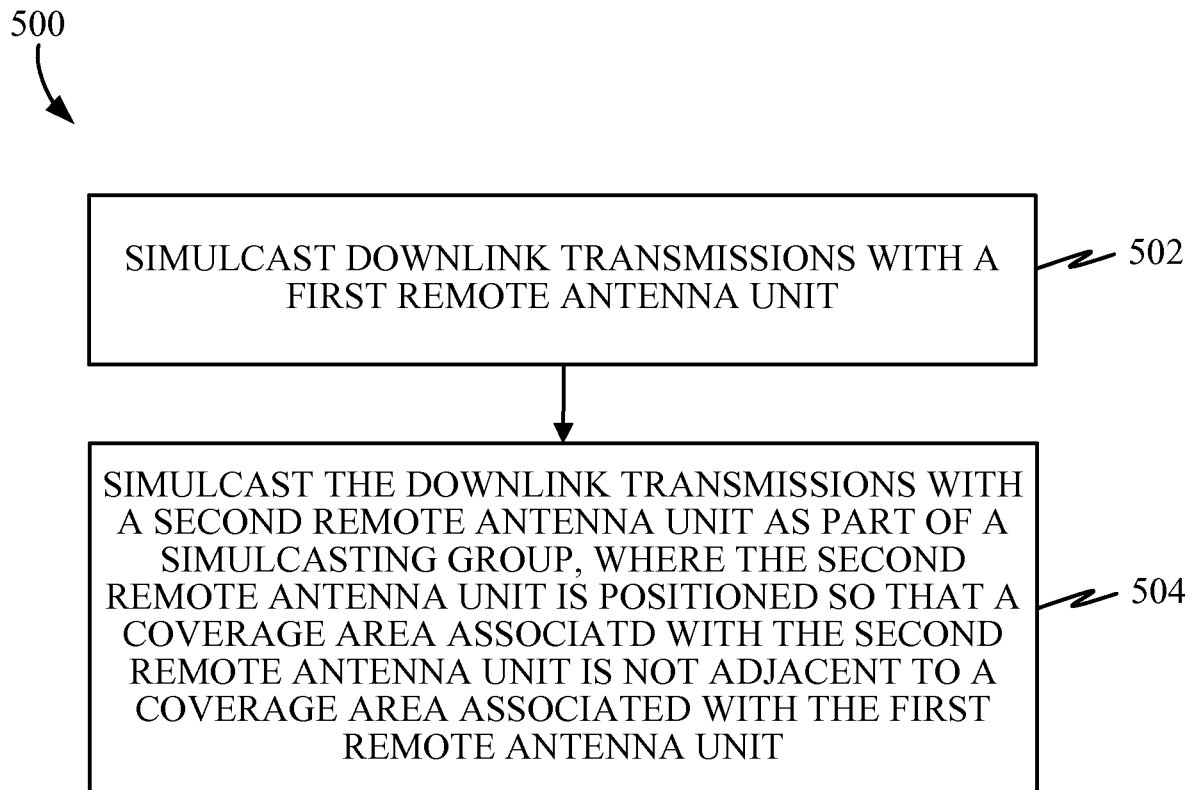 500
SIMULCAST DOWNLINK TRANSMISSIONS WITH A
FIRST REMOTE ANTENNA UNIT
502
SIMULCAST THE DOWNLINK TRANSMISSIONS WITH
A SECOND REMOTE ANTENNA UNIT AS PART OF A
SIMULCASTING GROUP, WHERE THE SECOND
REMOTE ANTENNA UNIT IS POSITIONED SO THAT A
COVERAGE AREA ASSOCIATD WITH THE SECOND
REMOTE ANTENNA UNIT IS NOT ADJACENT TO A
COVERAGE AREA ASSOCIATED WITH THE FIRST
REMOTE ANTENNA UNIT
504